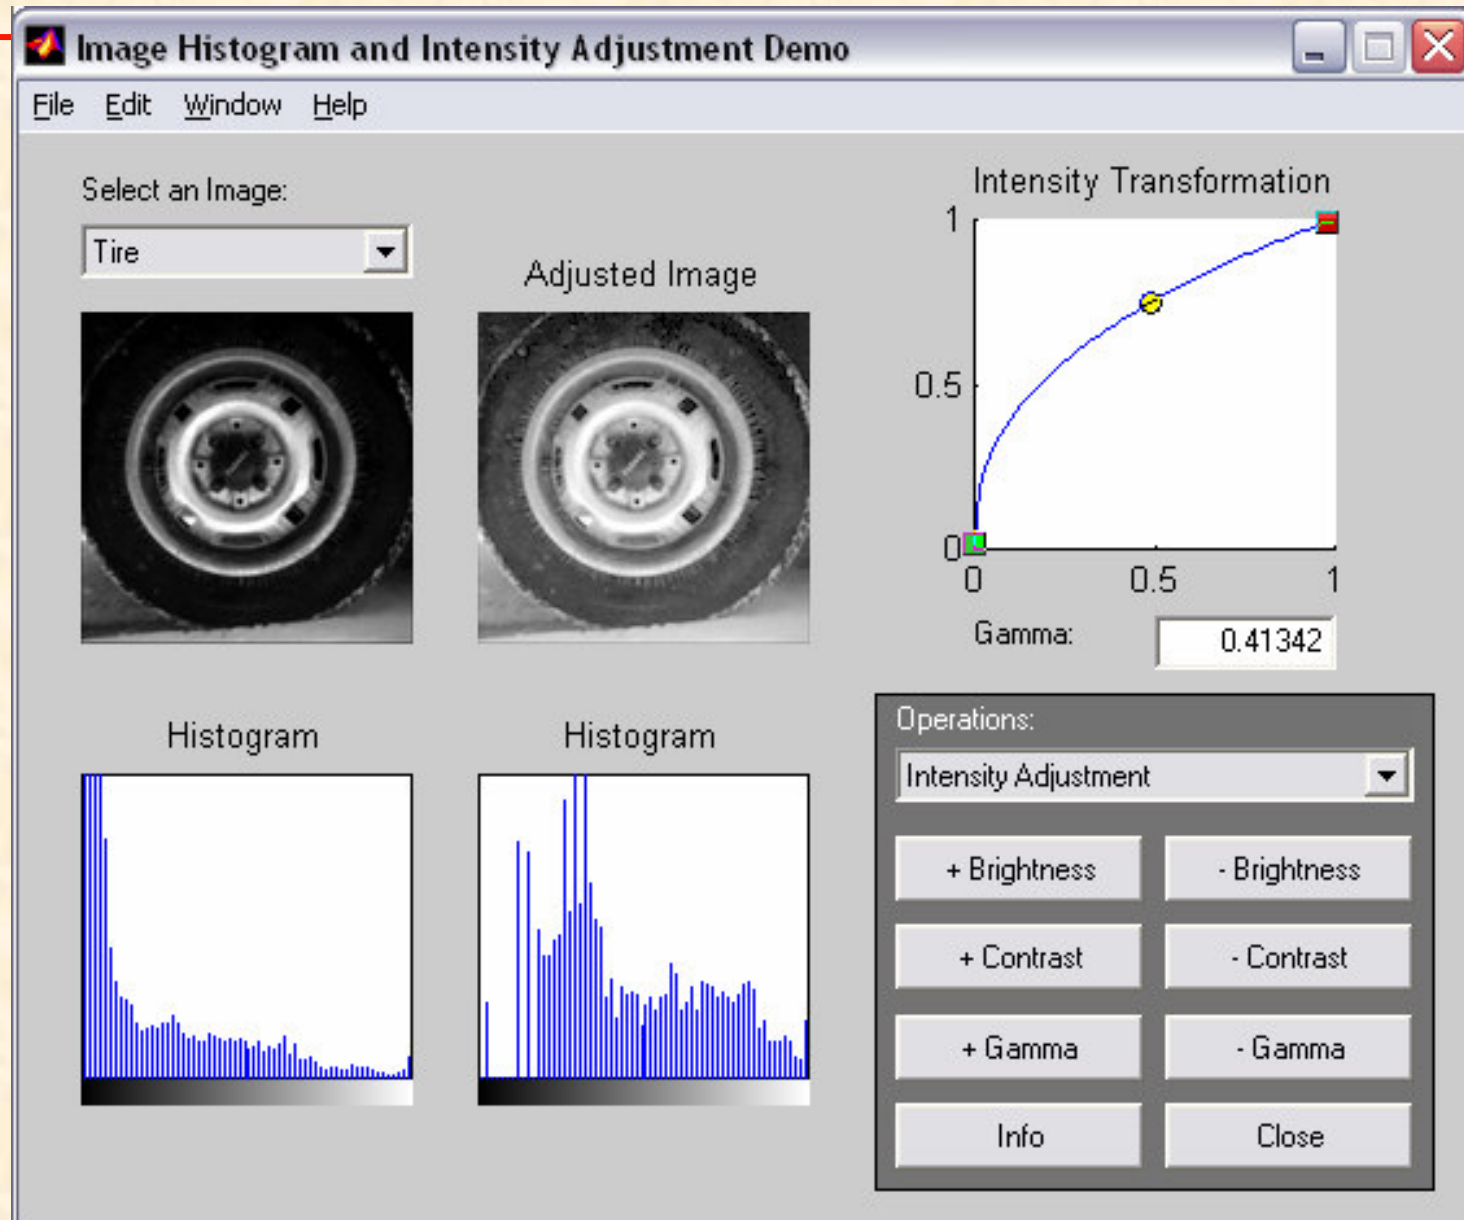 Image Histogram and Intensity Adjustment Demo
File Edit Window Help
Select an Image:
Tire
Adjusted Image
Histogram
Histogram
Intensity Transformation
1
0.5
0
0 0.5 1
Gamma: 0.41342
Operations:
Intensity Adjustment
+ Brightness - Brightness
+ Contrast - Contrast
+ Gamma - Gamma
Info Close